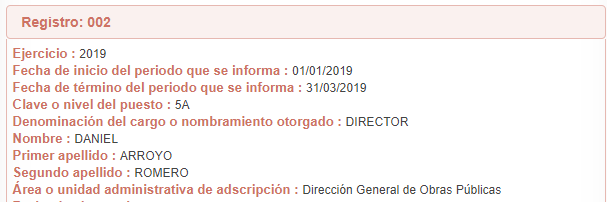 Registro: 002
Ejercicio : 2019
Fecha de inicio del periodo que se informa : 01/01/2019
Fecha de término del periodo que se informa : 31/03/2019
Clave o nivel del puesto : 5A
Denominación del cargo o nombramiento otorgado : DIRECTOR
Nombre : DANIEL
Primer apellido : ARROYO
Segundo apellido : ROMERO
Área o unidad administrativa de adscripción : Dirección General de Obras Públicas